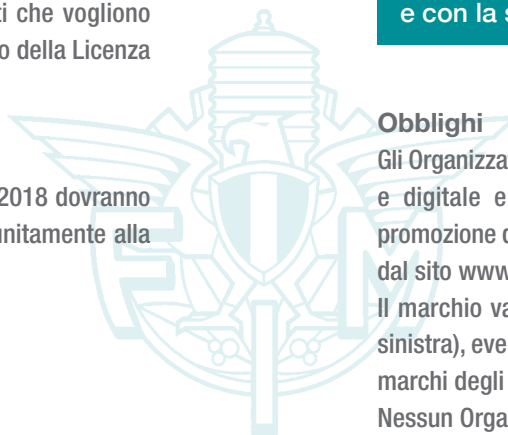 ti che vogliono
o della Licenza
2018 dovranno
unitamente alla
e con la s
Obblighi
Gli Organizza
e digitale e
promozione d
dal sito www
Il marchio va
sinistra), eve
marchi degli
Nessun Orga
F M